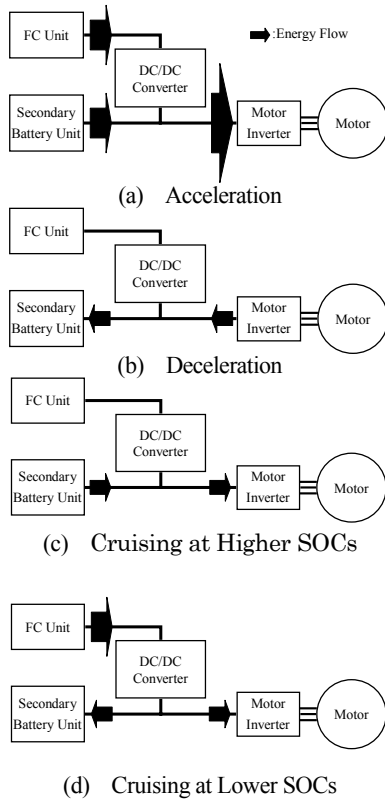 FC Unit
:Energy Flow
DC/DC
Converter
Secondary
Battery Unit
Motor
Inverter
Motor
(a) Acceleration
FC Unit
DC/DC
Converter
Secondary
Battery Unit
Motor
Inverter
Motor
(b) Deceleration
FC Unit
DC/DC
Converter
Secondary
Battery Unit
Motor
Inverter
Motor
(c) Cruising at Higher SOCs
FC Unit
DC/DC
Converter
Secondary
Battery Unit
Motor
Inverter
Motor
(d) Cruising at Lower SOCs